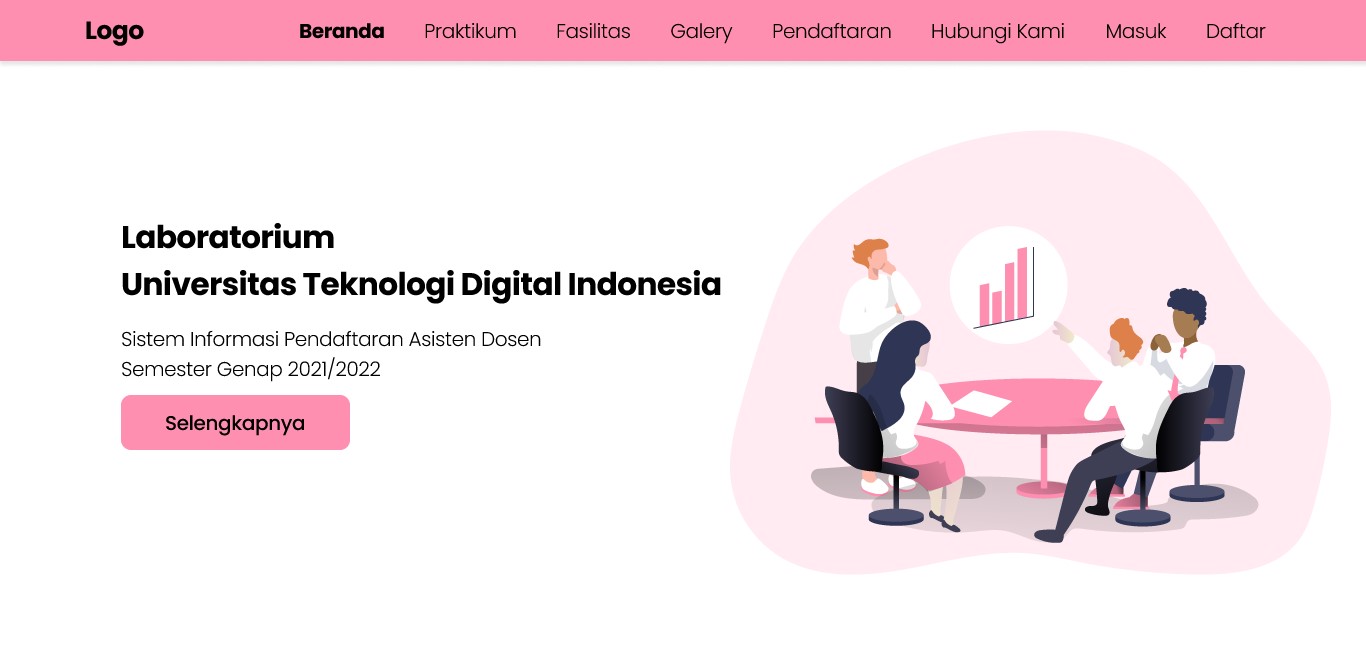 Logo Beranda Praktikum Fasilitas Galery Pendaftaran Hubungi Kami Masuk Daftar
Laboratorium
Universitas Teknologi Digital Indonesia
Sistem Informasi Pendaftaran Asisten Dosen
Semester Genap 2021/2022
Selengkapnya